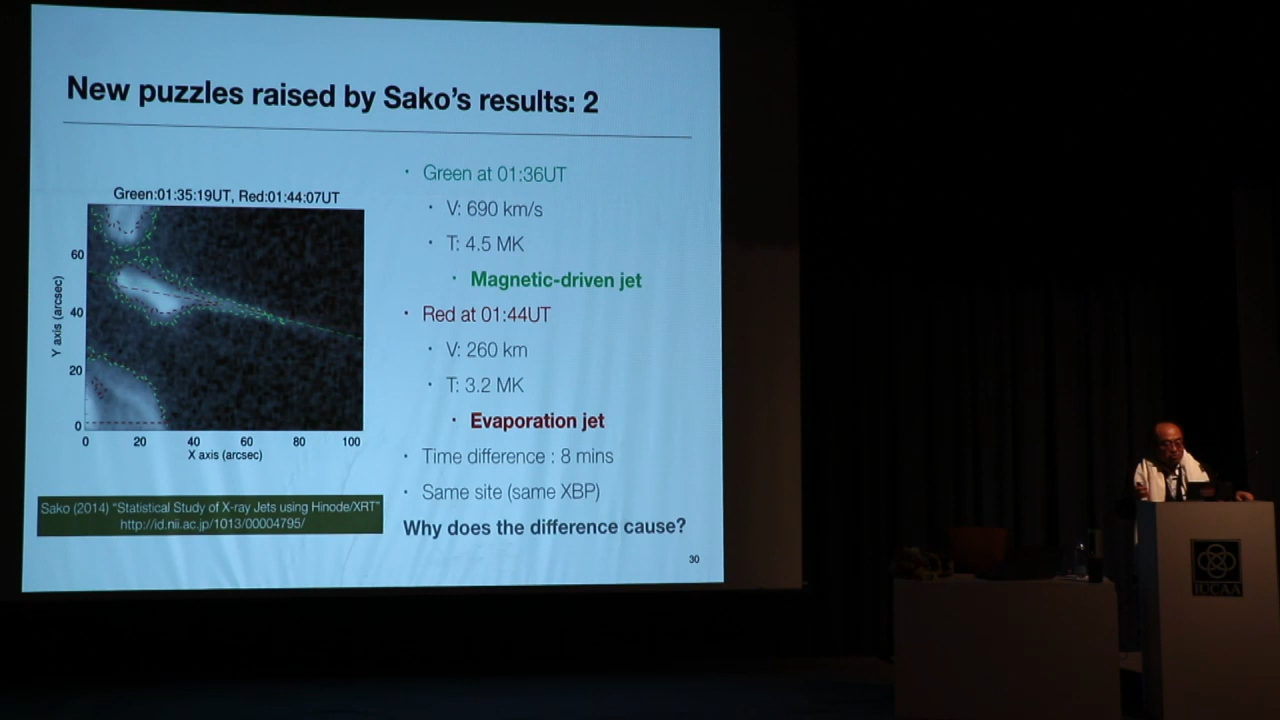 New puzzles raised by Sako's results: 2
Green:01:35:19UT, Red:01:44:07UT
60
40
20
0
Y axis (arcsec)
0 20 40 60 80 100
X axis (arcsec)
Sako (2014) "Statistical Study of X-ray Jets using Hinode/XRT"
http://id.nii.ac.jp/1013/00004795/
• Green at 01:36UT
• V: 690 km/s
• T: 4.5 MK
• Magnetic-driven jet
• Red at 01:44UT
• V: 260 km
• T: 3.2 MK
• Evaporation jet
• Time difference : 8 mins
• Same site (same XBP)
Why does the difference cause?
30
IUCAA